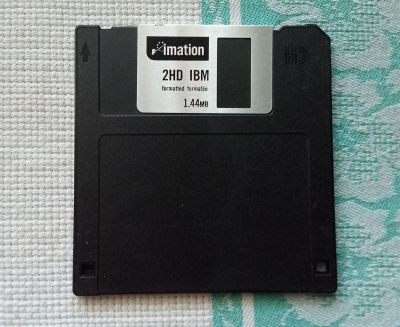 imation
2HD IBM
formatted formatée
1.44MB
HD